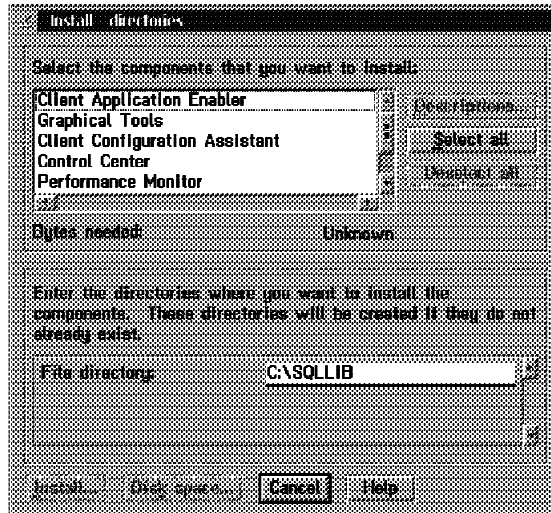 Install - directories
Select the components that you want to install:
Client Application Enabler
Graphical Tools
Client Configuration Assistant
Control Center
Performance Monitor
Descriptions...
Select all
Deselect all
Bytes needed:
Unknown
Enter the directories where you want to install the
components. These directories will be created if they do not
already exist.
File directory:
C:\SQLLIB
Install...
Disk space...
Cancel
Help